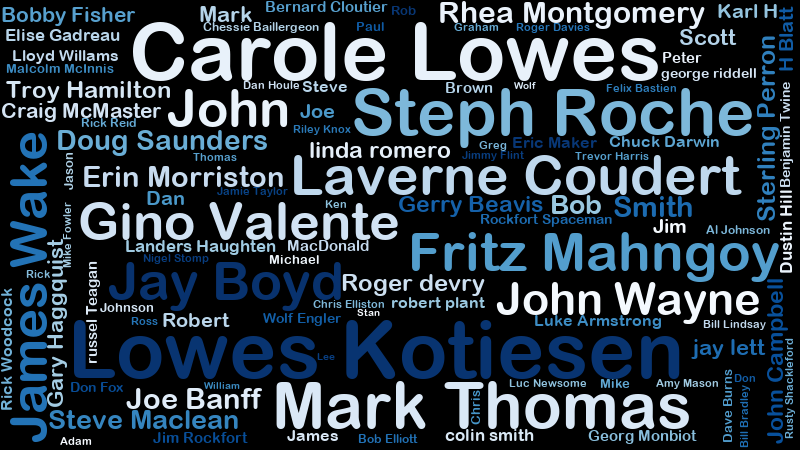 Bobby Fisher
Mark
Bernard Cloutier
Rob
Rhea Montgomery
Karl H
Elise Gadreau
Chessie Baillergeon
Paul
Graham
Roger Davies
Lloyd Willams
Malcolm McInnis
Carole Lowes
Scott
Peter
george riddell
H Blatt
Troy Hamilton
Dan Houle
Steve
Brown
Wolf
Felix Bastien
Craig McMaster
John
Joe
Steph Roche
Sterling Perron
Benjamin Twine
Rick Reid
Riley Knox
Doug Saunders
linda romero
Greg
Eric Maker
Chuck Darwin
Thomas
Jimmy Flint
Trevor Harris
James Wake
Jason
Erin Morriston
Laverne Coudert
Jamie Taylor
Dan
Ken
Gerry Beavis
Bob
Smith
Mike Fowler
Gino Valente
Rockfort Spaceman
Jim
Al Johnson
Dustin Hill
Landers Haughten
MacDonald
Fritz Mahngoy
Nigel Stomp
Michael
Gary Haggquist
Rick
russel Teagan
Jay Boyd
Roger devry
Chris Elliston
robert plant
John Wayne
Rick Woodcock
Johnson
Stan
Ross
Robert
Wolf Engler
Luke Armstrong
Bill Lindsay
John Campbell
Lowes Kotiesen
Lee
jay lett
Rusty Shackleford
Don Fox
William
Luc Newsome
Mike
Amy Mason
Don
Joe Banff
Mark Thomas
Chris
Dave Burns
Bill Bradley
Steve Maclean
Adam
Jim Rockfort
James
Bob Elliott
colin smith
Georg Monbiot